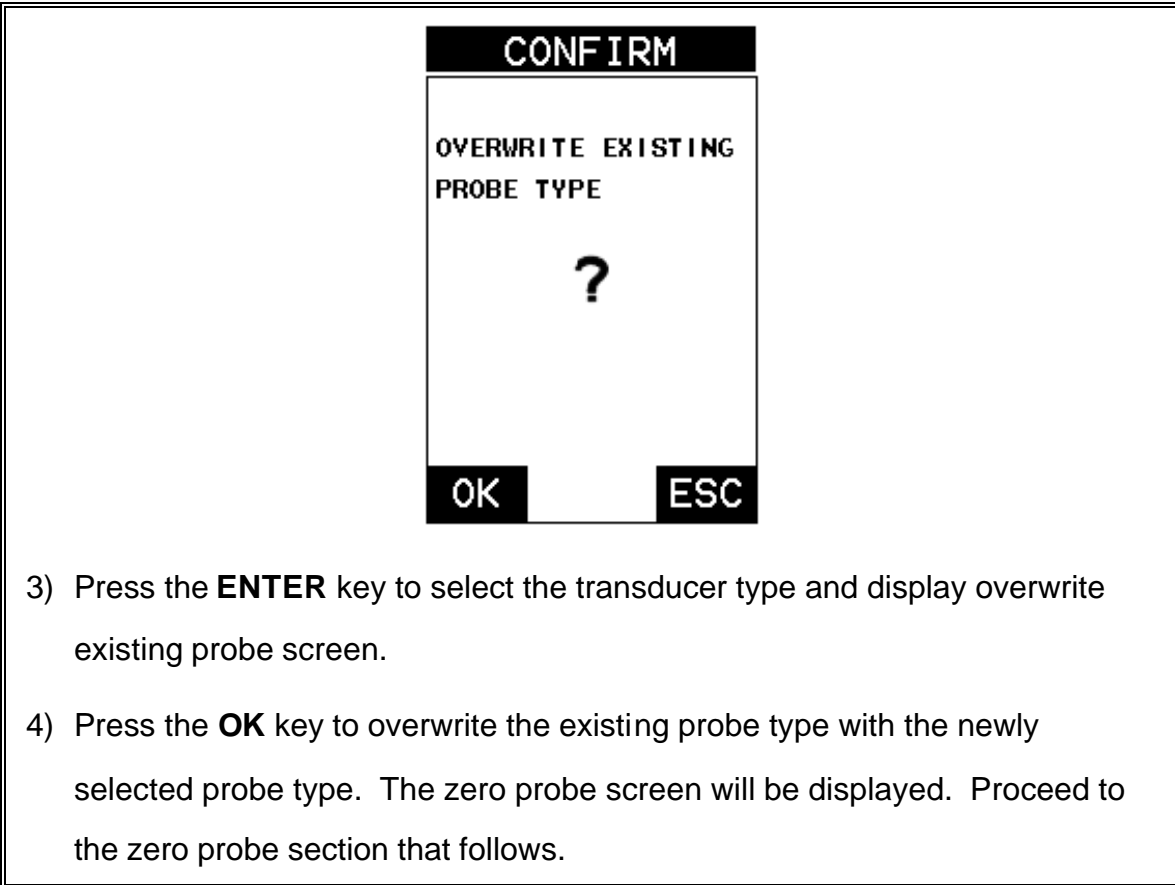 CONFIRM
OVERWRITE EXISTING
PROBE TYPE
?
OK ESC
3) Press the ENTER key to select the transducer type and display overwrite
existing probe screen.
4) Press the OK key to overwrite the existing probe type with the newly
selected probe type. The zero probe screen will be displayed. Proceed to
the zero probe section that follows.